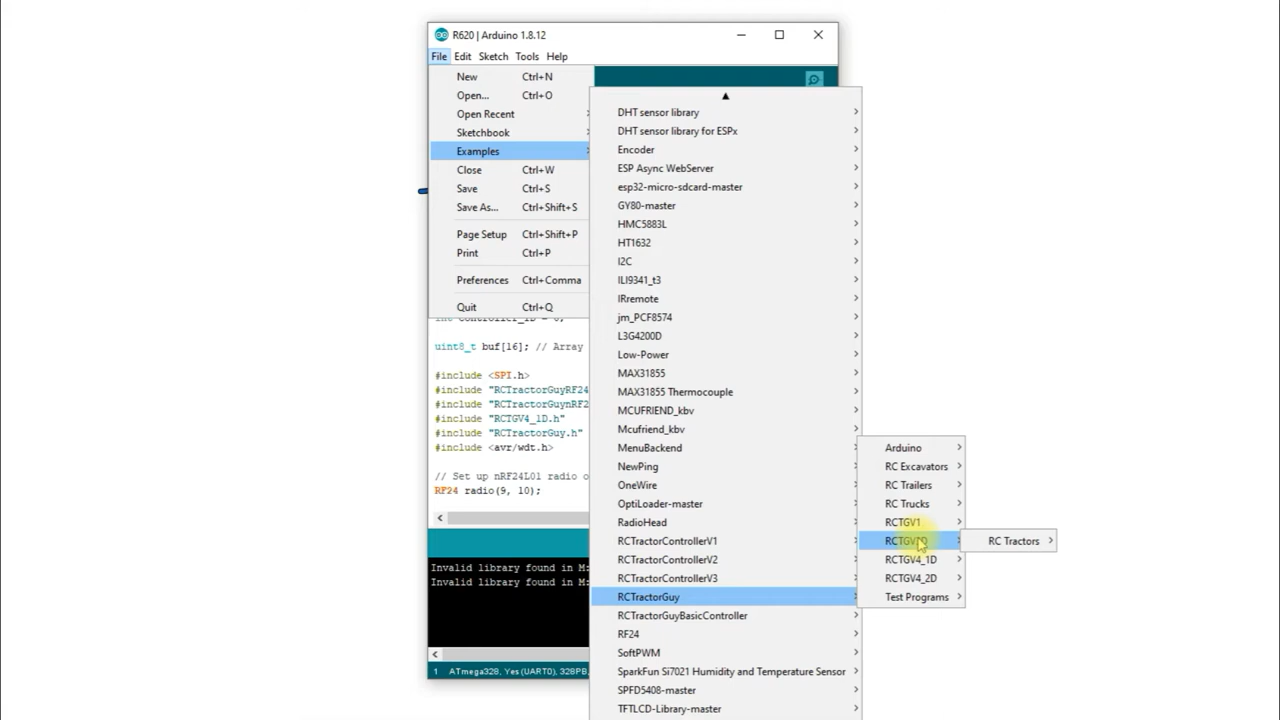 R620 | Arduino 1.8.12
File Edit Sketch Tools Help
New Ctrl+N
Open... Ctrl+O
Open Recent
Sketchbook
Examples
Close Ctrl+W
Save Ctrl+S
Save As... Ctrl+Shift+S
Page Setup Ctrl+Shift+P
Print Ctrl+P
Preferences Ctrl+Comma
Quit Ctrl+Q
DHT sensor library
DHT sensor library for ESPx
Encoder
ESP Async WebServer
esp32-micro-sdcard-master
GY80-master
HMC5883L
HT1632
I2C
ILI9341_t3
IRremote
jm_PCF8574
L3G4200D
Low-Power
MAX31855
MAX31855 Thermocouple
MCUFRIEND_kbv
Mcufriend_kbv
MenuBackend
NewPing
OneWire
OptiLoader-master
RadioHead
RCTractorControllerV1
RCTractorControllerV2
RCTractorControllerV3
RCTractorGuy
RCTractorGuyBasicController
RF24
SoftPWM
SparkFun Si7021 Humidity and Temperature Sensor
SPFD5408-master
TFTLCD-Library-master
Arduino
RC Excavators
RC Trailers
RC Trucks
RCTGV1
RC Tractors
RCTGV4_1D
RCTGV4_2D
Test Programs
uint8_t buf[16]; // Array
#include <SPI.h>
#include "RCTractorGuyRF24
#include "RCTractorGuynRF2
#include "RCTGV4_1D.h"
#include "RCTractorGuy.h"
#include <avr/wdt.h>
// Set up nRF24L01 radio o
RF24 radio(9, 10);
Invalid library found in M:
Invalid library found in M:
1 ATmega328, Yes (UART0), 328PB,